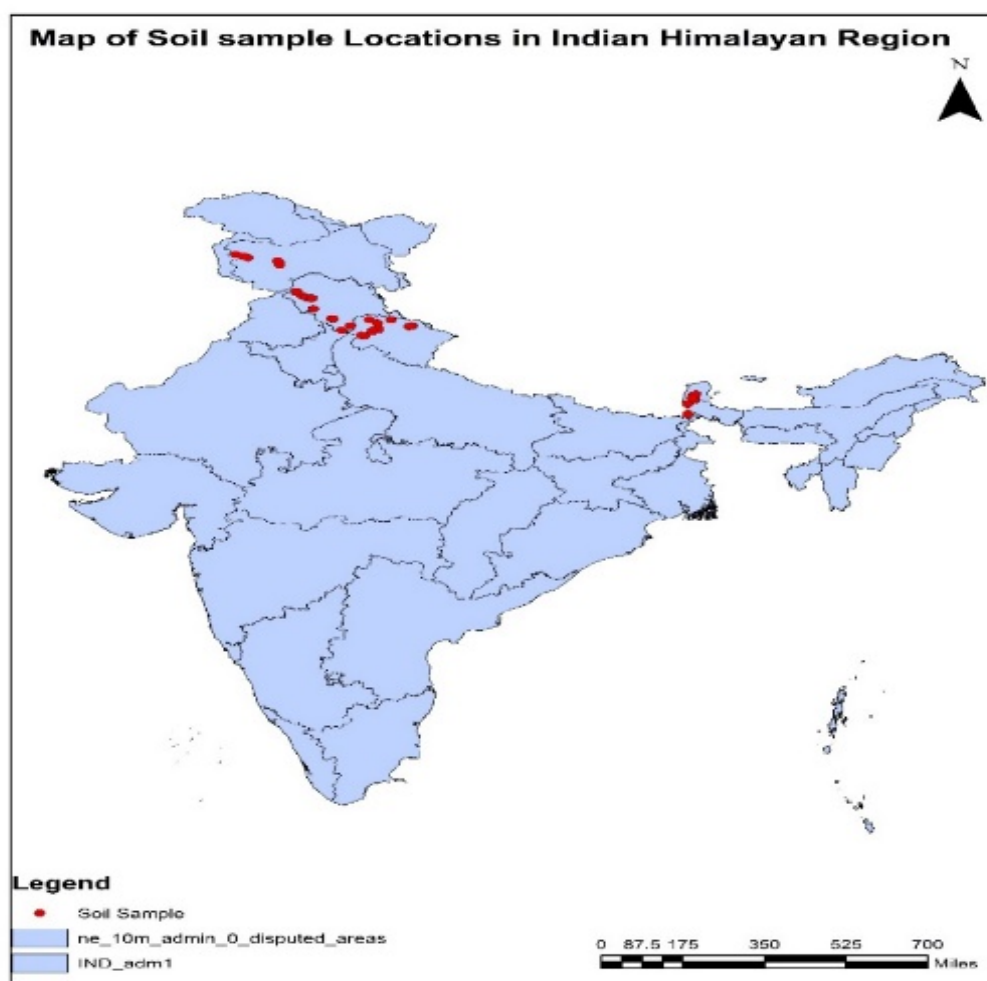 Map of Soil sample Locations in Indian Himalayan Region
N
Legend
Soil Sample
ne_10m_admin_0_disputed_areas
IND_adm1
0 87.5 175 350 525 700
Miles